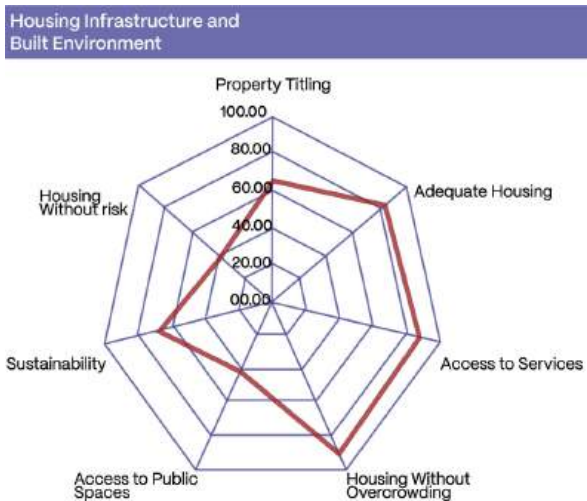 Housing Infrastructure and
Built Environment
Property Titling
100.00
80.00
60.00
40.00
20.00
00.00
Adequate Housing
Access to Services
Housing Without
Overcrowding
Access to Public
Spaces
Sustainability
Housing
Without risk